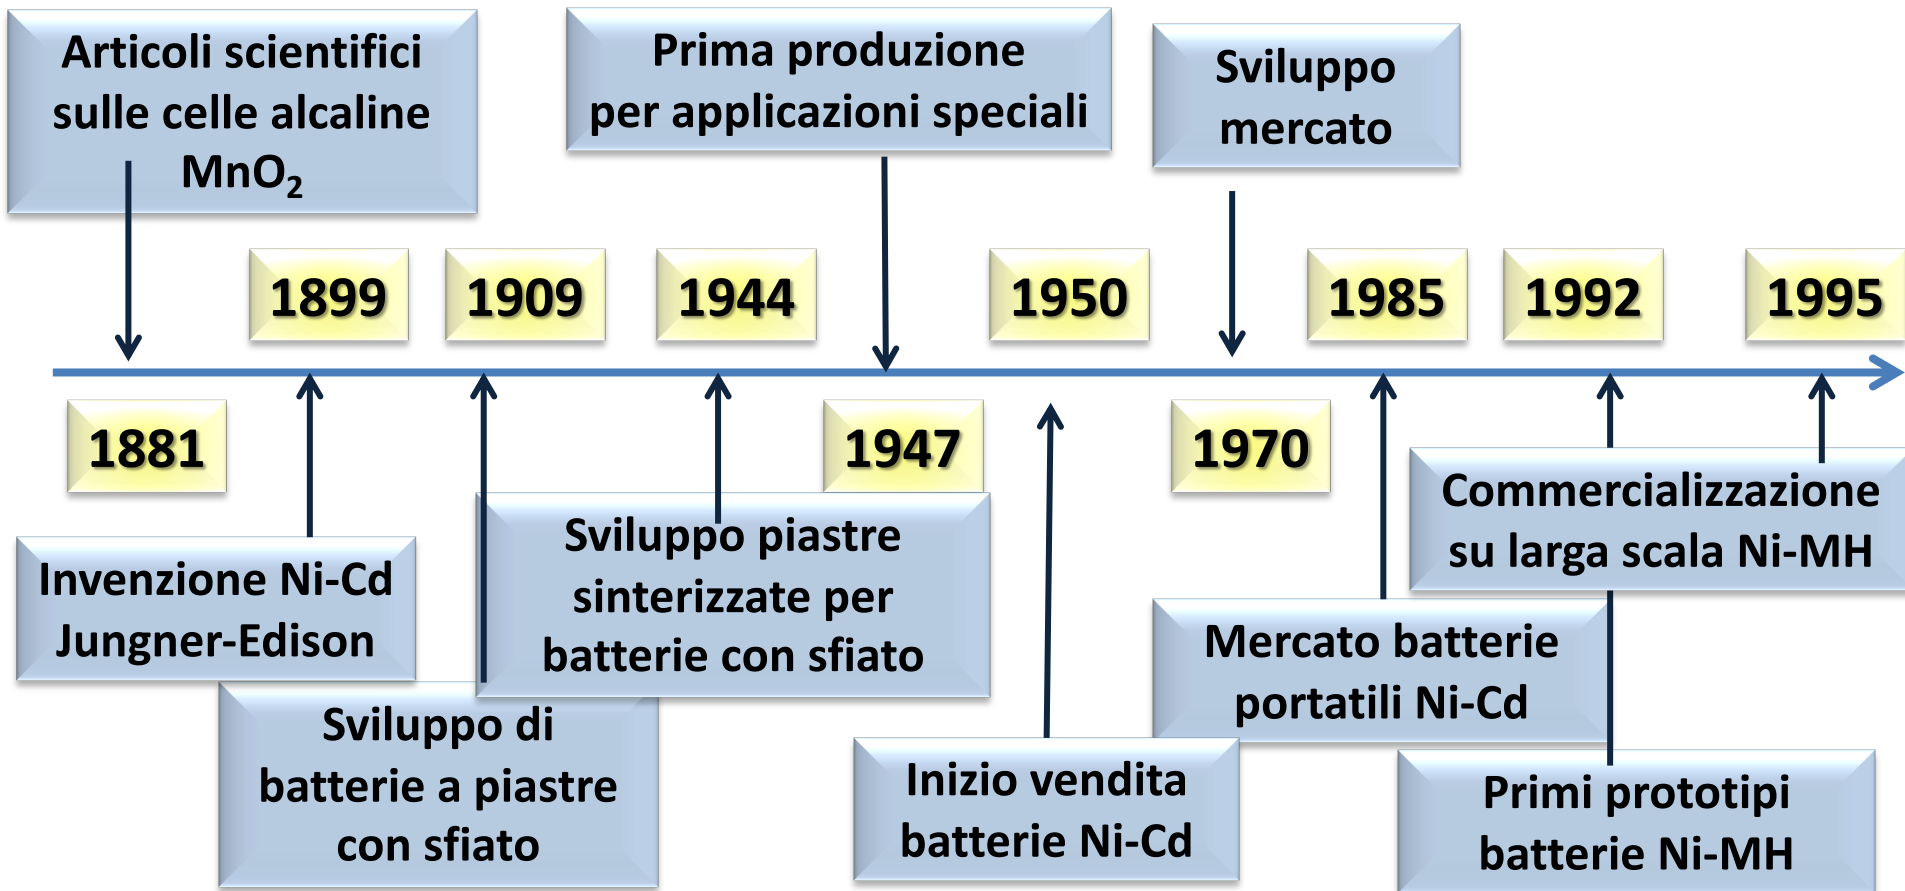 Articoli scientifici
sulle celle alcaline
MnO₂
Prima produzione
per applicazioni speciali
Sviluppo
mercato
1899
1909
1944
1950
1985
1992
1995
1881
1947
1970
Invenzione Ni-Cd
Jungner-Edison
Sviluppo di
batterie a piastre
con sfiato
Sviluppo piastre
sinterizzate per
batterie con sfiato
Inizio vendita
batterie Ni-Cd
Mercato batterie
portatili Ni-Cd
Commercializzazione
su larga scala Ni-MH
Primi prototipi
batterie Ni-MH